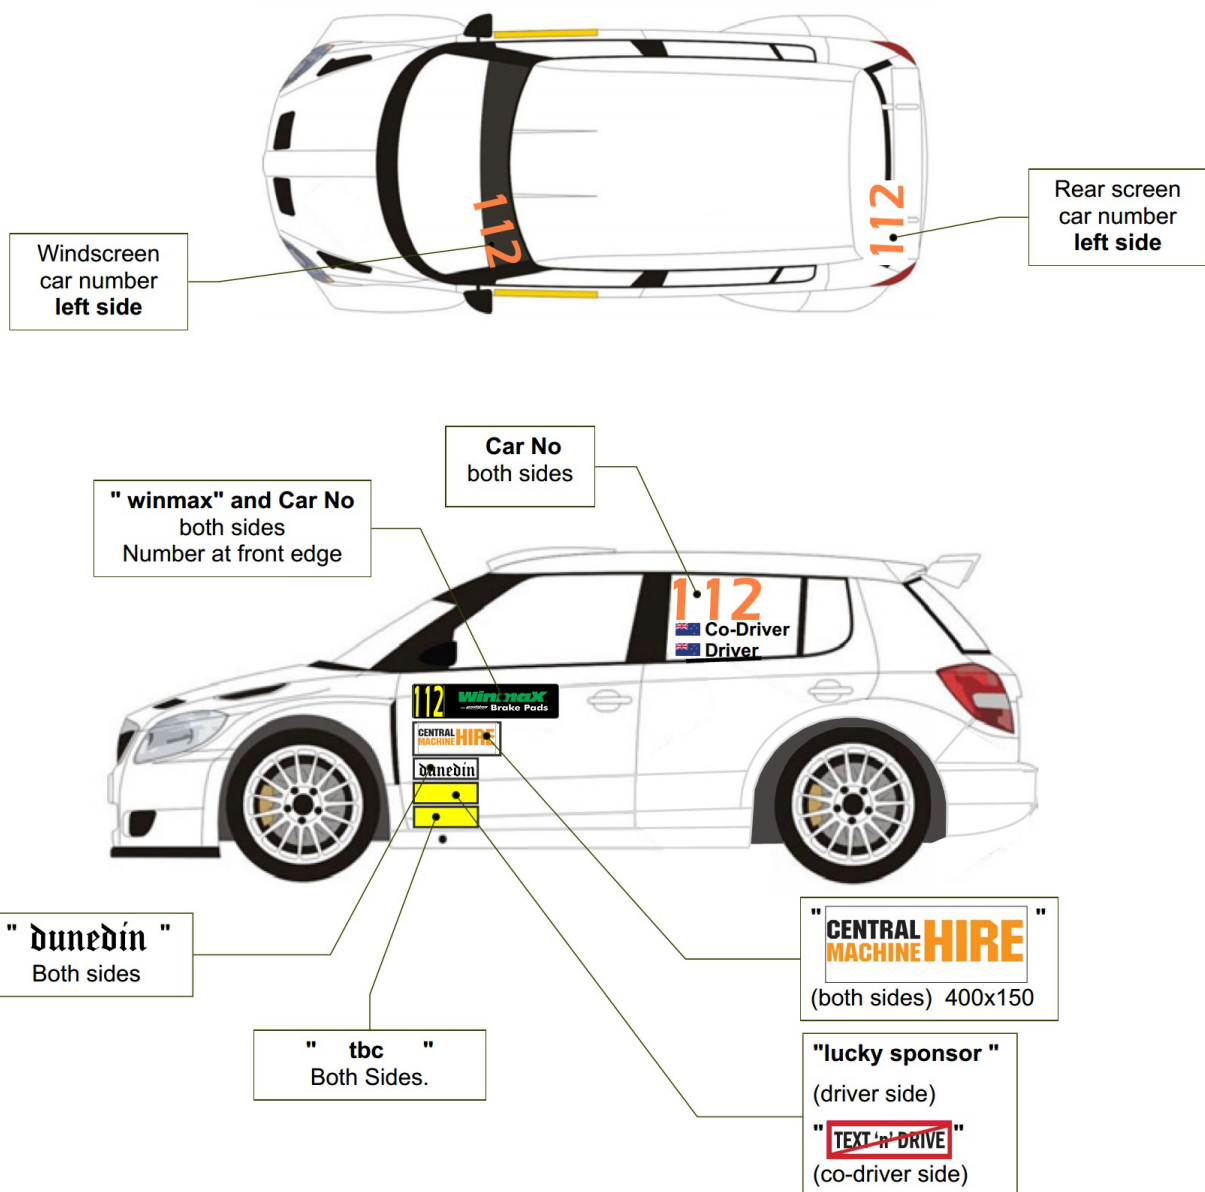 112
112
Rear screen
car number
left side
Windscreen
car number
left side
Car No
both sides
" winmax" and Car No
both sides
Number at front edge
112
Co-Driver
Driver
112 WinmaX
Brake Pads
CENTRAL
MACHINE HIRE
dunedin
" dunedin "
Both sides
" CENTRAL
MACHINE HIRE "
(both sides) 400x150
" tbc "
Both Sides.
"lucky sponsor "
(driver side)
" TEXT 'n' DRIVE "
(co-driver side)